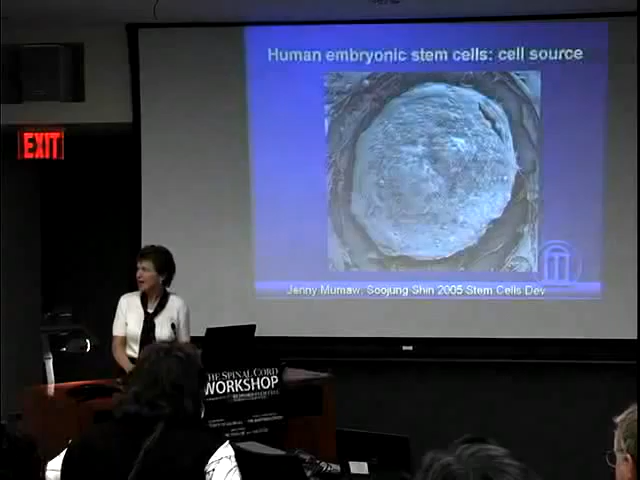 Human embryonic stem cells: cell source
EXIT
Jenny Mumaw, Soojung Shin 2005 Stem Cells Dev
THE SPINAL CORD
WORKSHOP